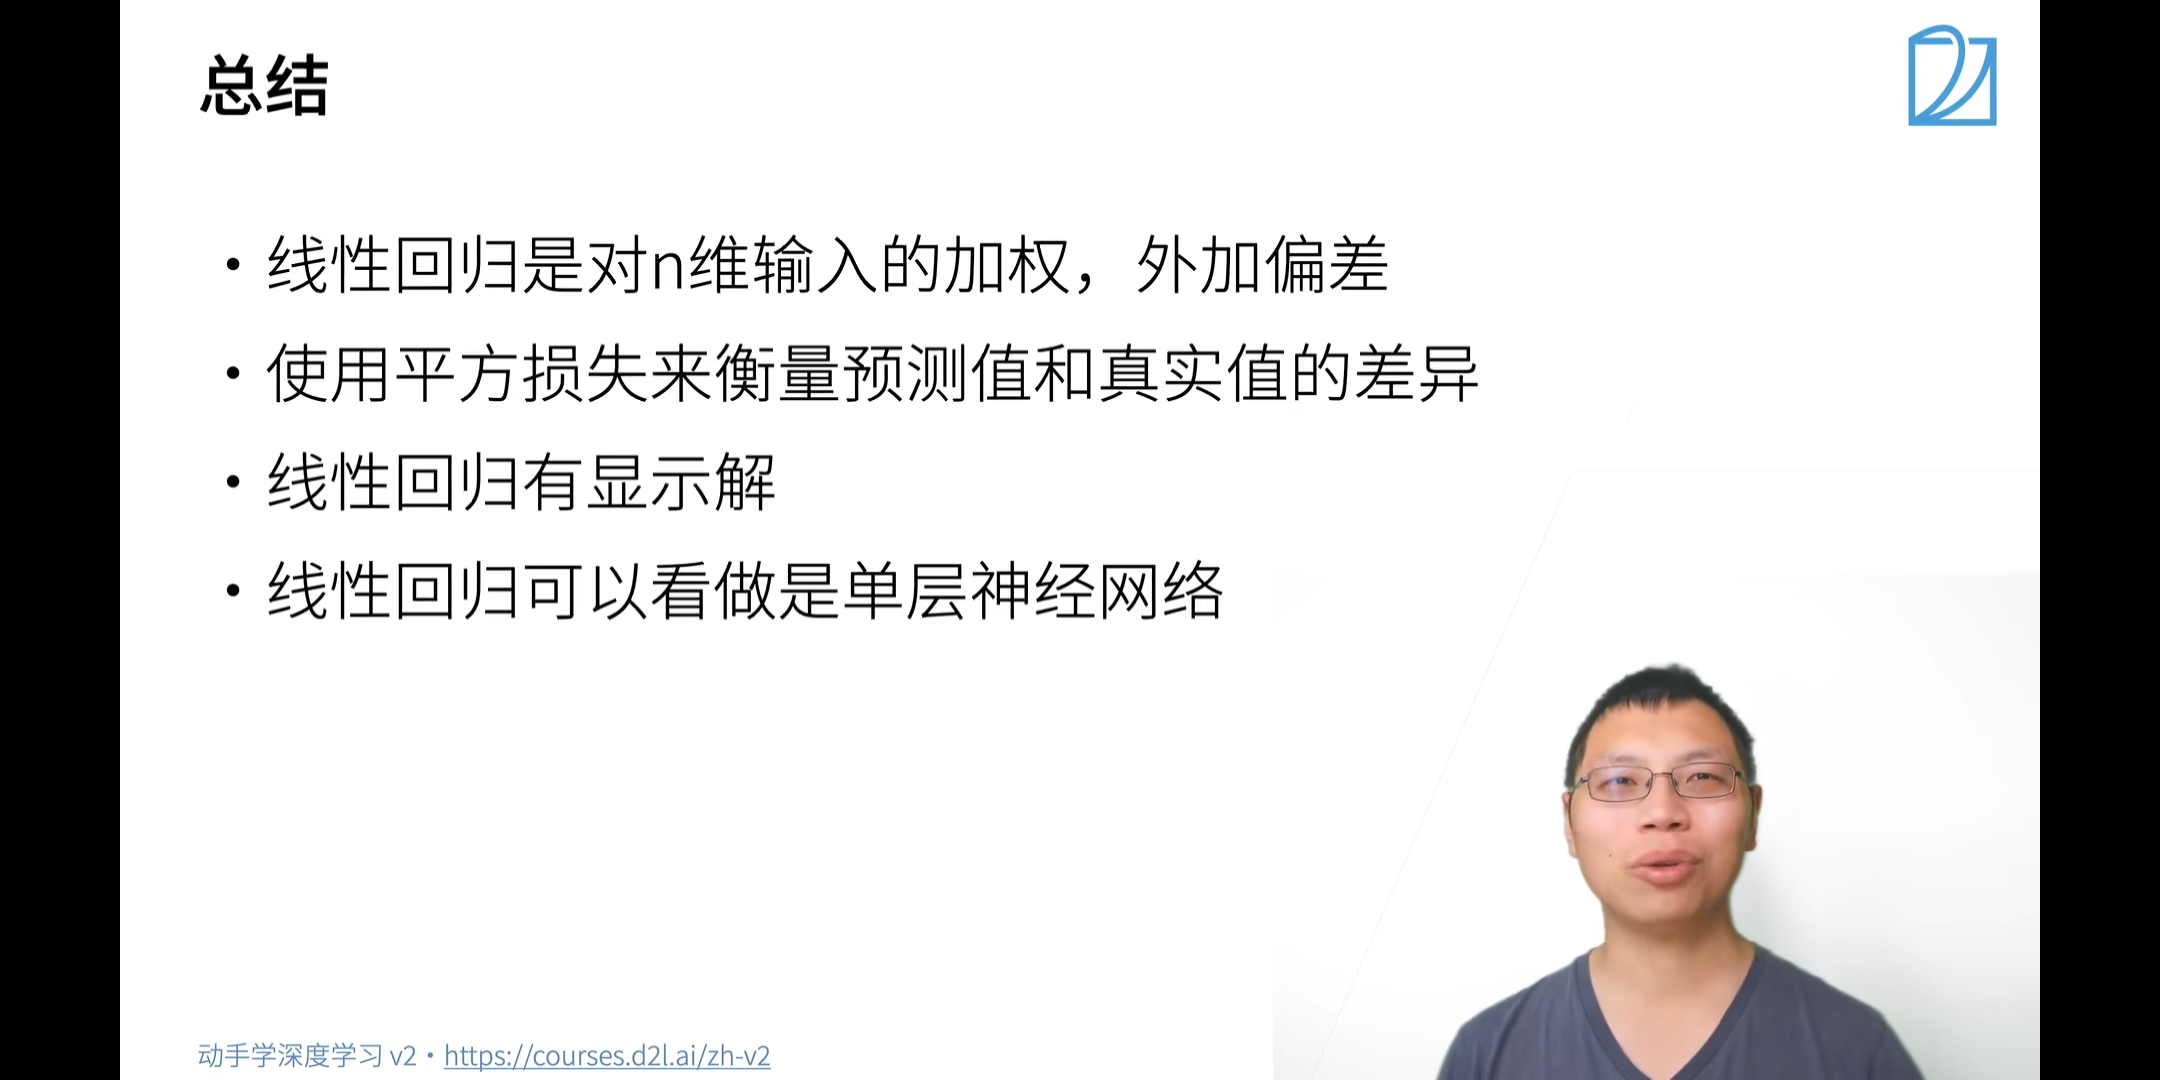 总结
• 线性回归是对n维输入的加权，外加偏差
• 使用平方损失来衡量预测值和真实值的差异
• 线性回归有显示解
• 线性回归可以看做是单层神经网络
动手学深度学习 v2 • https://courses.d2l.ai/zh-v2